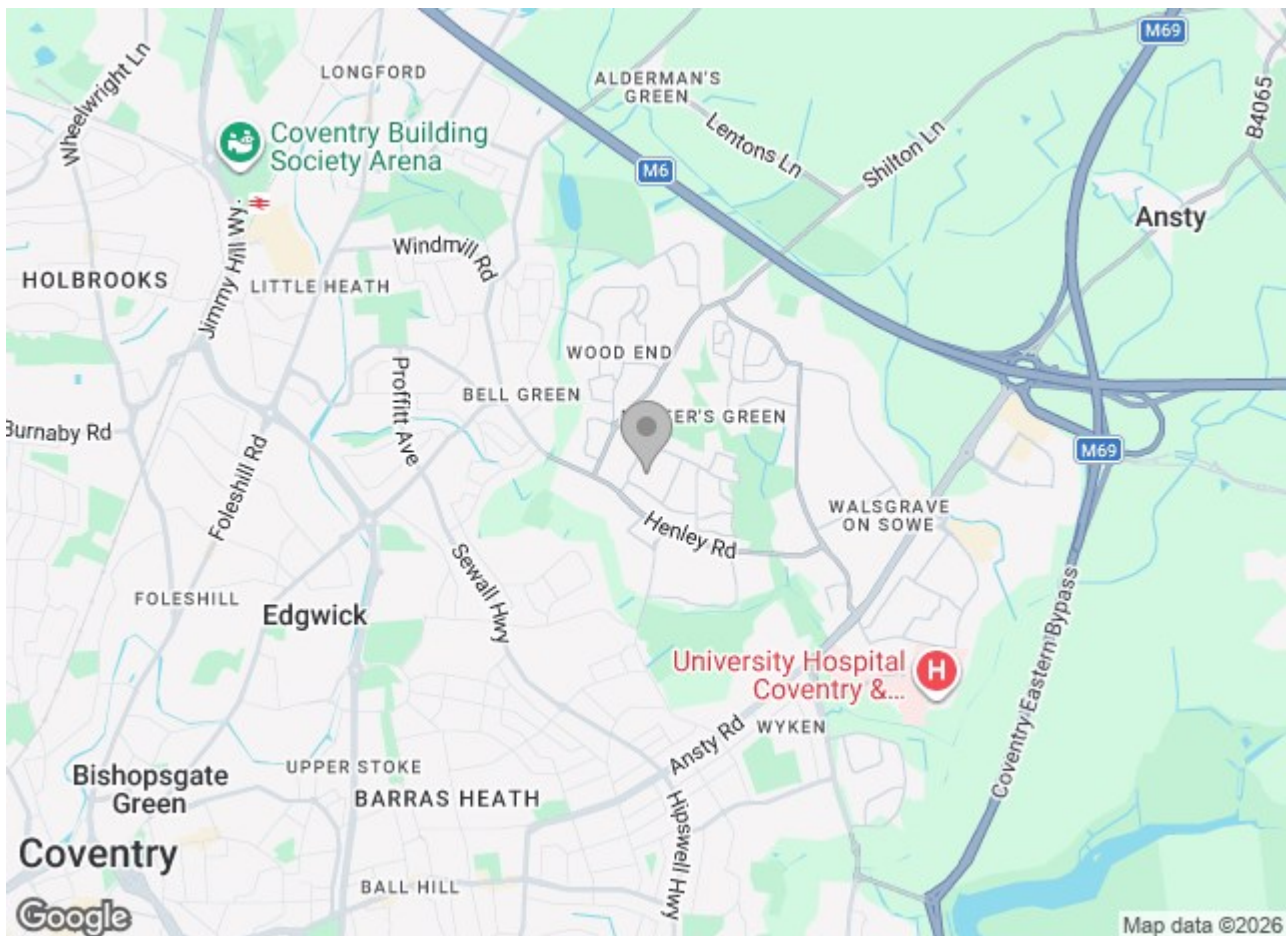 M69
LONGFORD
ALDERMAN'S
GREEN
Wheelwright Ln
Coventry Building
Society Arena
Lentons Ln
Shilton Ln
B4065
M6
Ansty
Windmill Rd
HOLBROOKS
Jimmy Hill Wy.
LITTLE HEATH
WOOD END
Proffitt Ave
BELL GREEN
ER'S GREEN
Burnaby Rd
M69
Foleshill Rd
WALSGRAVE
ON SOWE
Henley Rd
Sewall Hwy
FOLESHILL
Edgwick
Coventry Eastern Bypass
University Hospital
Coventry &...
H
Ansty Rd
WYKEN
UPPER STOKE
Bishopsgate
Green
BARRAS HEATH
Hipswell Hwy
Coventry
BALL HILL
Google
Map data ©2026